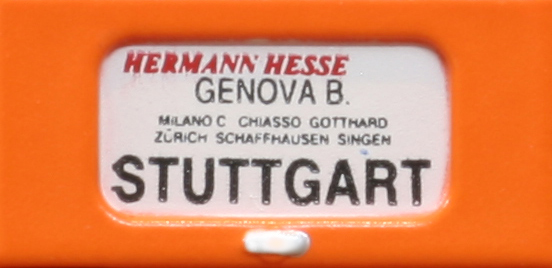 HERMANN HESSE
GENOVA B.
MILANO C CHIASSO GOTTHARD
ZÜRICH SCHAFFHAUSEN SINGEN
STUTTGART